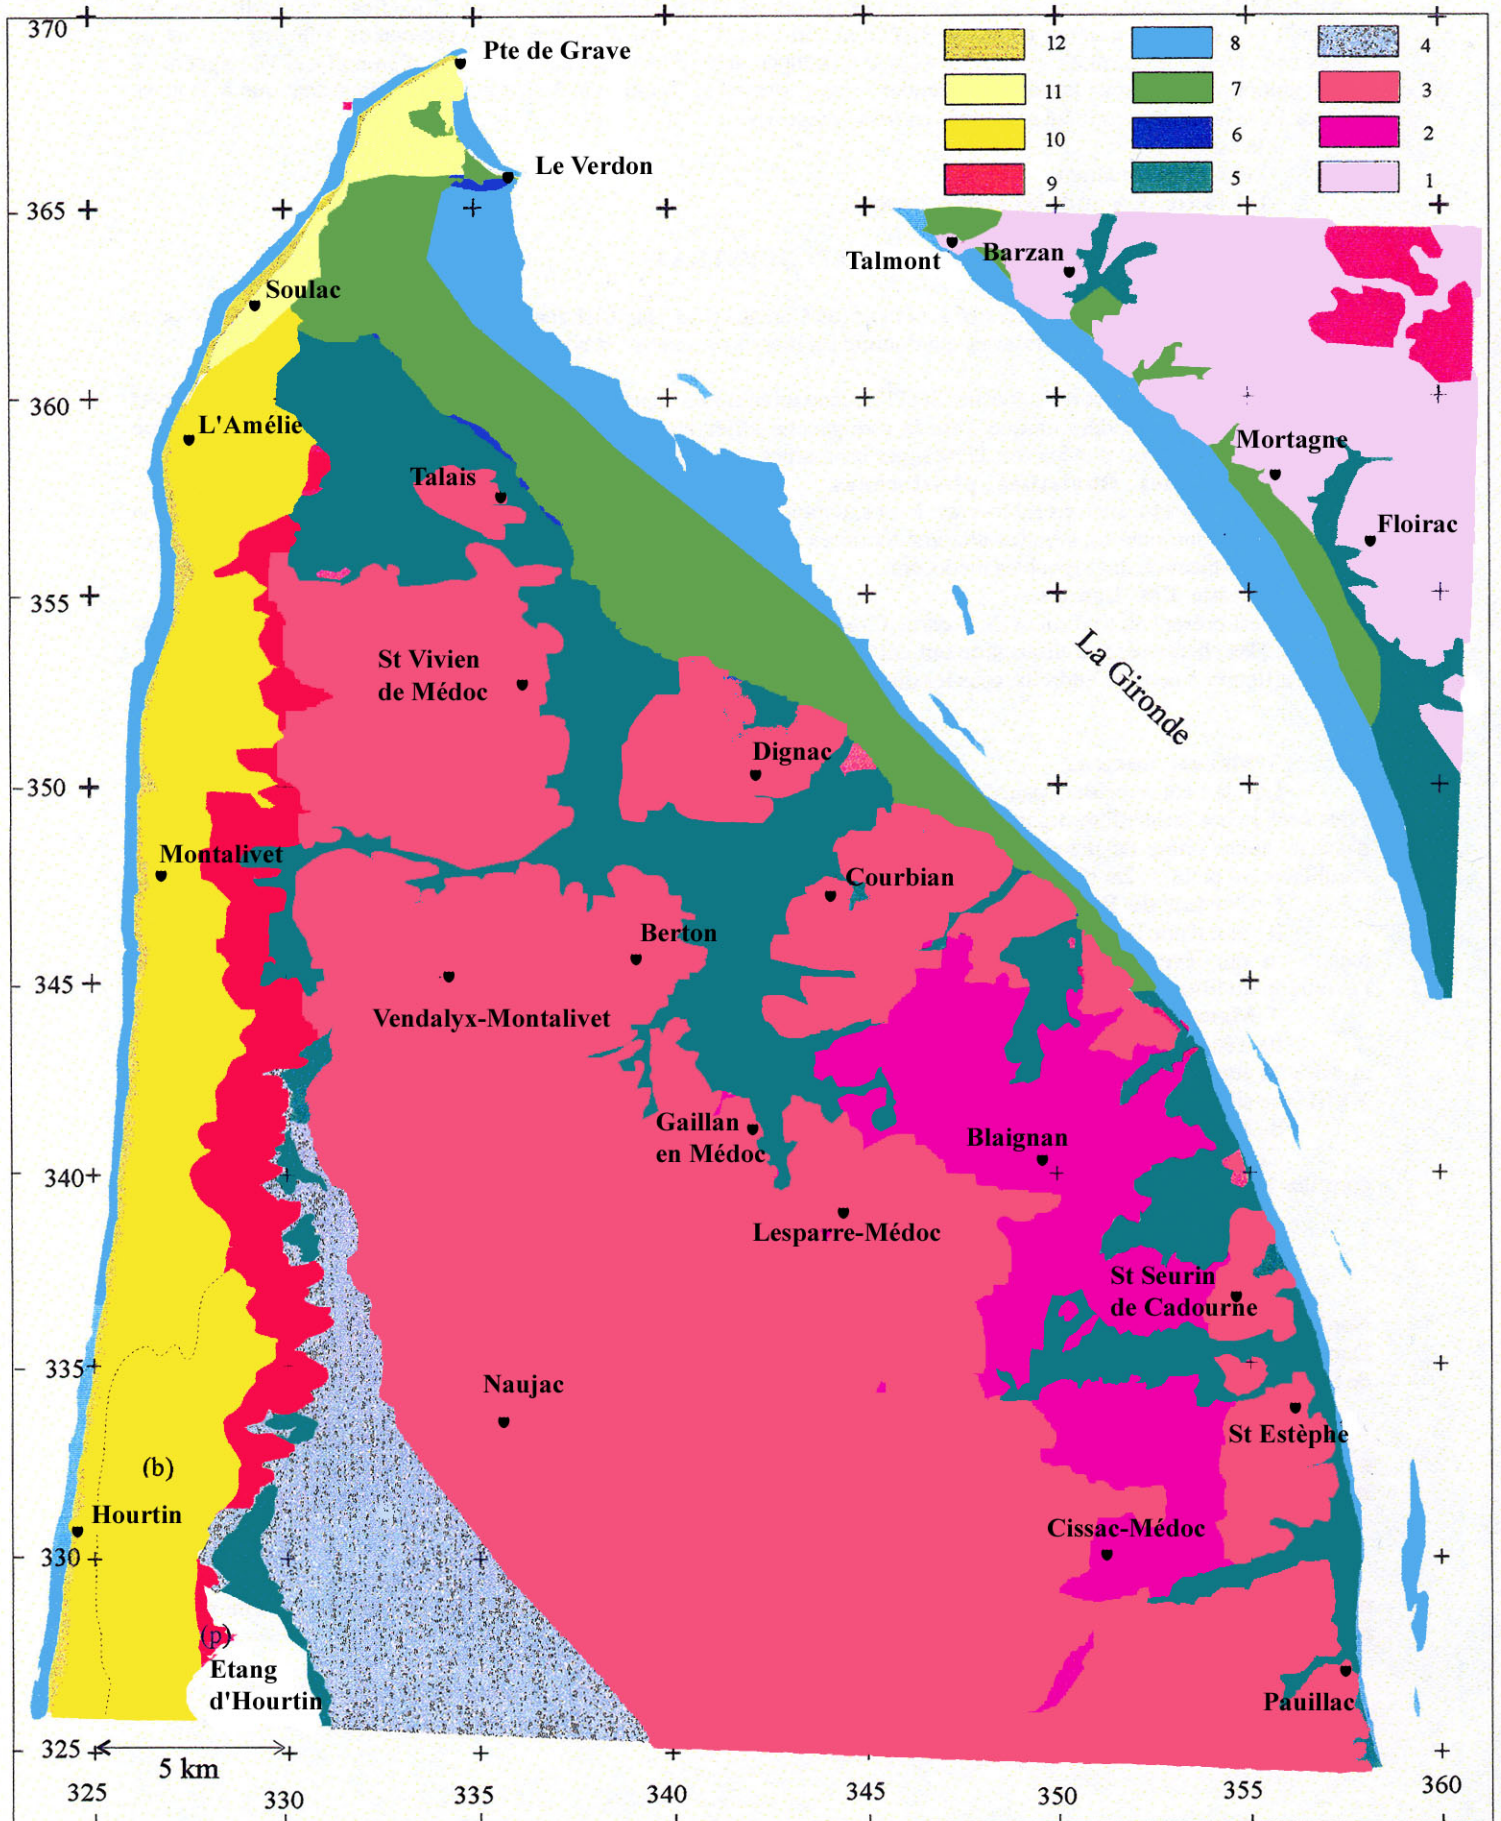 370
Pte de Grave
12
8
4
11
7
3
Le Verdon
10
6
2
9
5
1
365
Talmont
Barzan
Soulac
360
L'Amélie
Mortagne
Talais
Floirac
355
La Gironde
St Vivien
de Médoc
Dignac
350
Montalivet
Courbian
Berton
345
Vendalyx-Montalivet
Gaillan
en Médoc
Blaignan
340
Lesparre-Médoc
St Seurin
de Cadourne
335
Naujac
St Estèphe
(b)
Hourtin
Cissac-Médoc
330
(p)
Etang
d'Hourtin
Pauillac
325
5 km
325
330
335
340
345
350
355
360